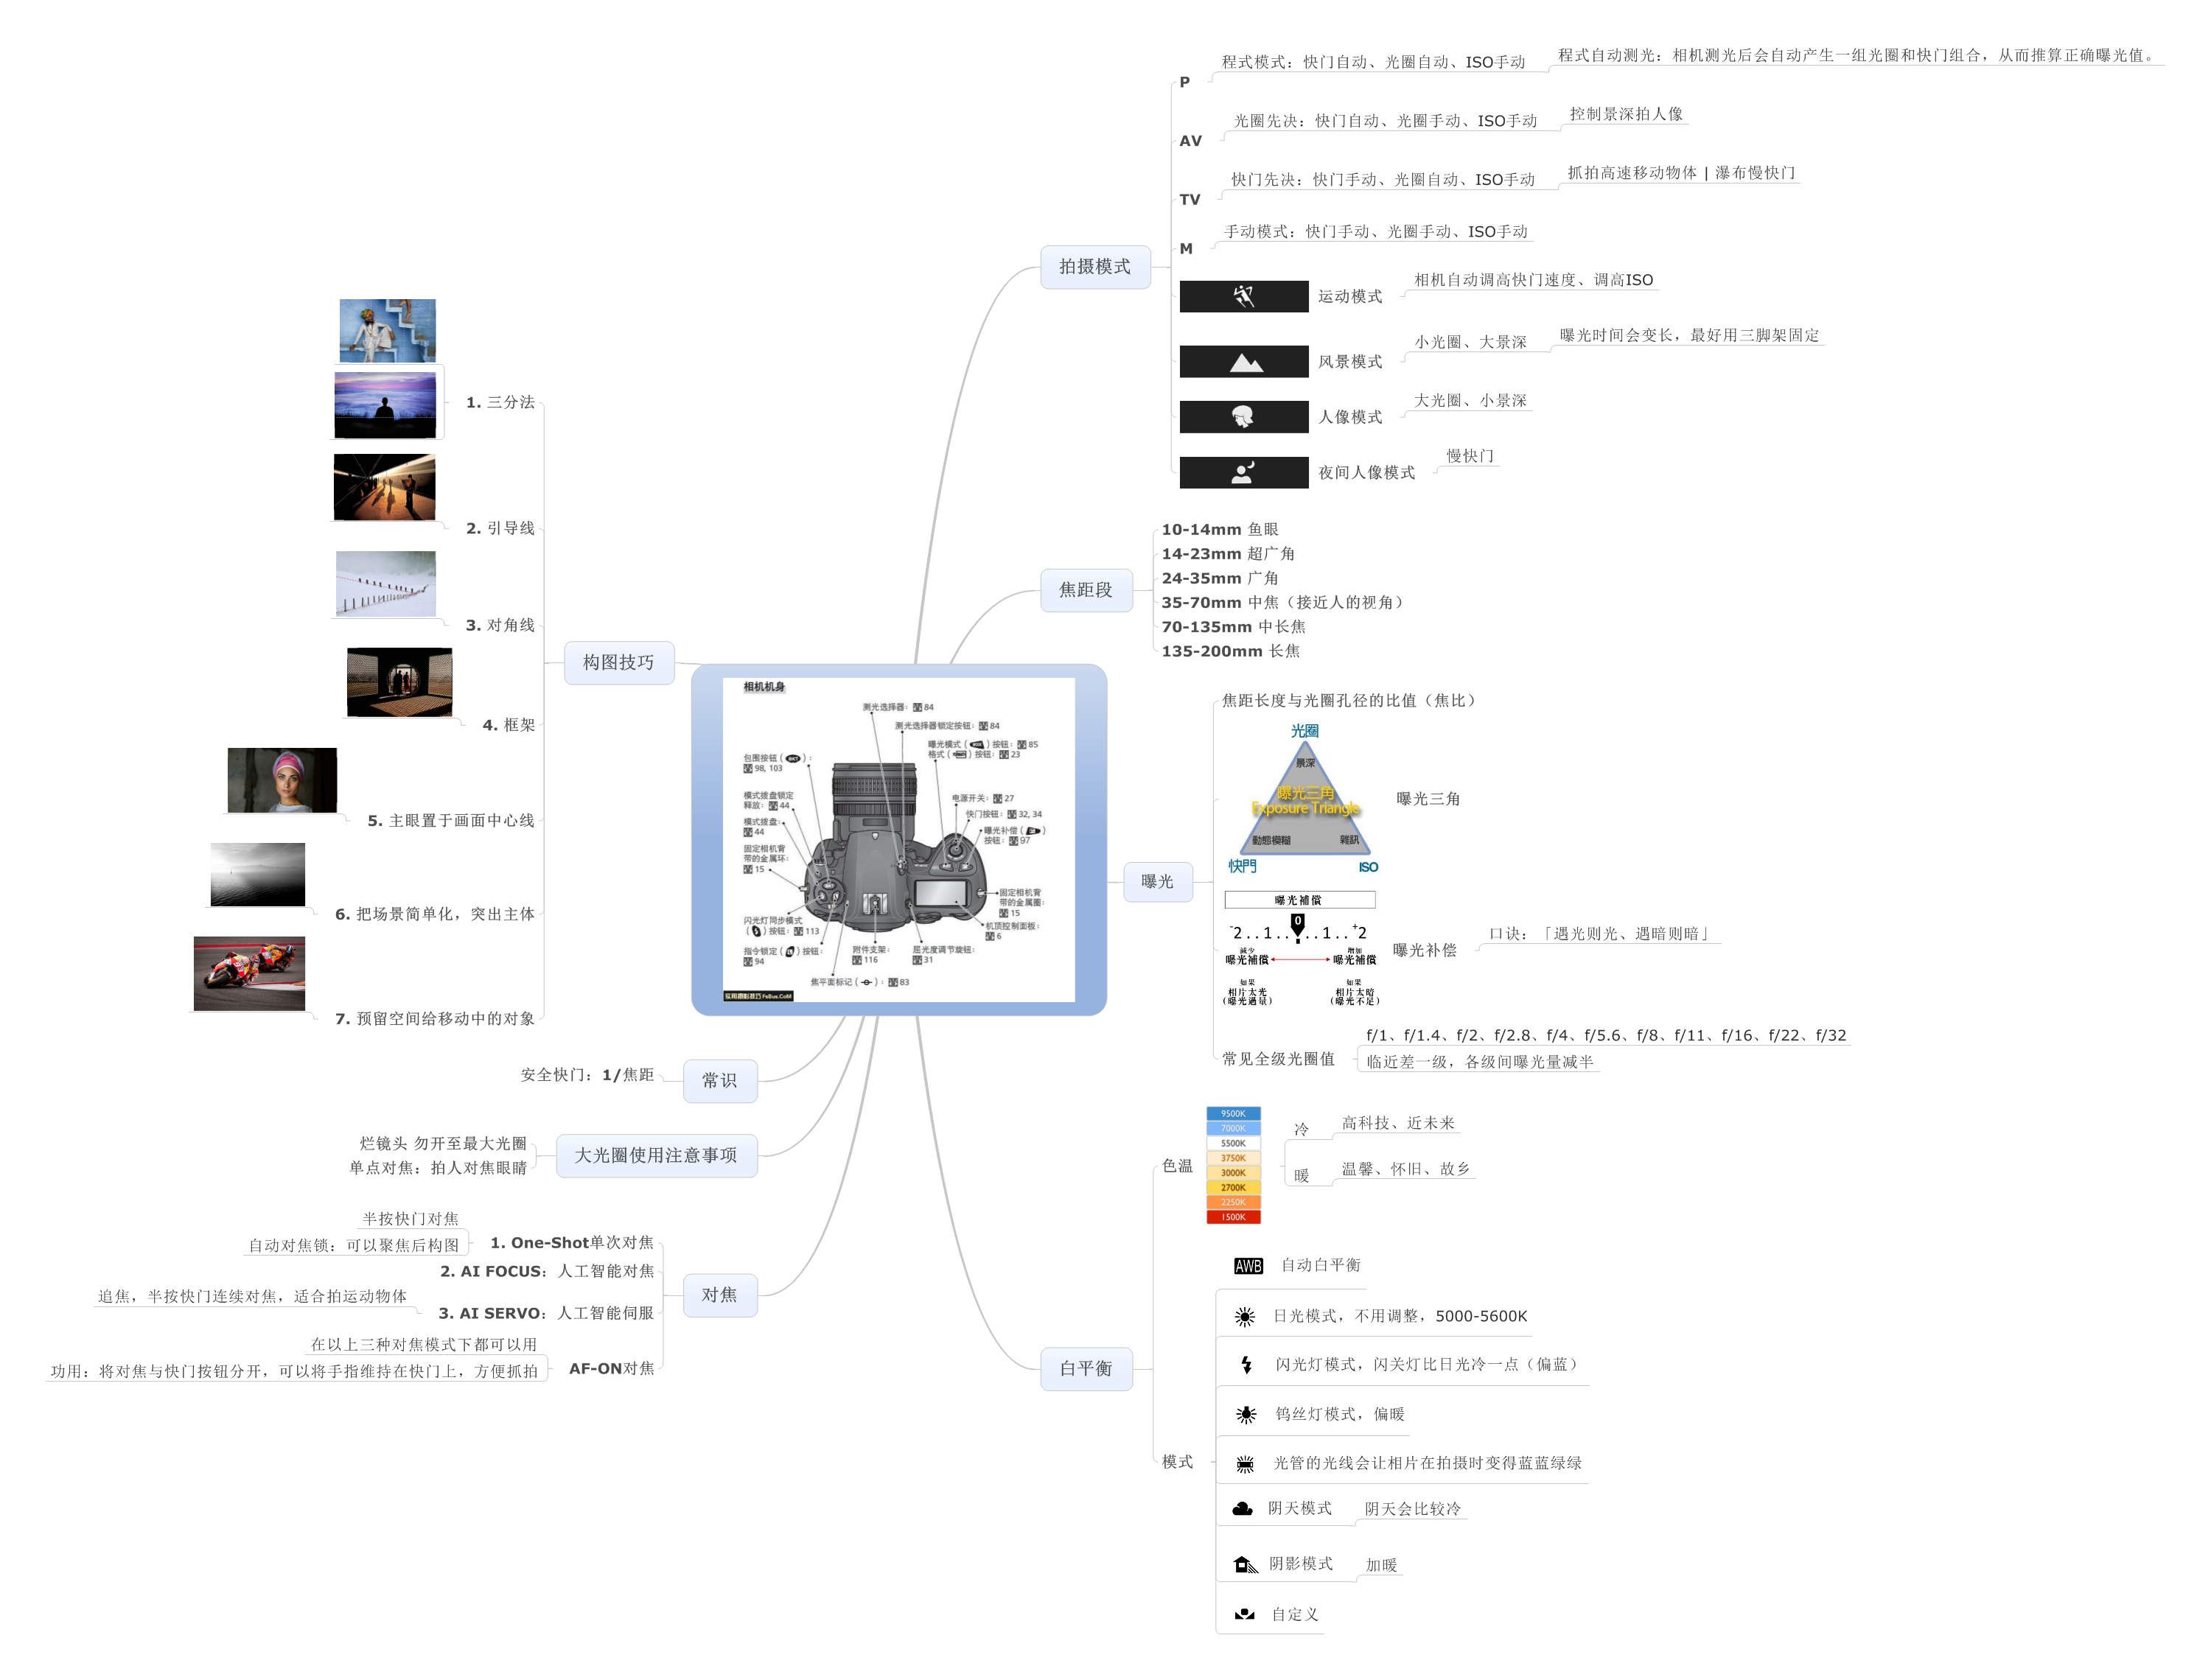 拍摄模式
P
程式模式：快门自动、光圈自动、ISO手动
程式自动测光：相机测光后会自动产生一组光圈和快门组合，从而推算正确曝光值。
AV
光圈先决：快门自动、光圈手动、ISO手动
控制景深拍人像
TV
快门先决：快门手动、光圈自动、ISO手动
抓拍高速移动物体 | 瀑布慢快门
M
手动模式：快门手动、光圈手动、ISO手动
运动模式
相机自动调高快门速度、调高ISO
风景模式
小光圈、大景深
曝光时间会变长，最好用三脚架固定
人像模式
大光圈、小景深
夜间人像模式
慢快门
焦距段
10-14mm 鱼眼
14-23mm 超广角
24-35mm 广角
35-70mm 中焦（接近人的视角）
70-135mm 中长焦
135-200mm 长焦
曝光
焦距长度与光圈孔径的比值（焦比）
光圈
景深
曝光三角
Exposure Triangle
動態模糊
雜訊
快門
ISO
曝光三角
曝光補償
0
-2..1..　..1..+2
減少
曝光補償
增加
曝光補償
如果
相片太光
(曝光過量)
如果
相片太暗
(曝光不足)
曝光补偿
口诀：「遇光则光、遇暗则暗」
常见全级光圈值
f/1、f/1.4、f/2、f/2.8、f/4、f/5.6、f/8、f/11、f/16、f/22、f/32
临近差一级，各级间曝光量减半
白平衡
色温
9500K
7000K
5500K
3750K
3000K
2700K
2250K
1500K
冷
高科技、近未来
暖
温馨、怀旧、故乡
模式
AWB
自动白平衡
日光模式，不用调整，5000-5600K
闪光灯模式，闪关灯比日光冷一点（偏蓝）
钨丝灯模式，偏暖
光管的光线会让相片在拍摄时变得蓝蓝绿绿
阴天模式
阴天会比较冷
阴影模式
加暖
自定义
构图技巧
1. 三分法
2. 引导线
3. 对角线
4. 框架
5. 主眼置于画面中心线
6. 把场景简单化，突出主体
7. 预留空间给移动中的对象
相机机身
测光选择器：84
测光选择器锁定按钮：84
曝光模式（）按钮：85
格式（）按钮：23
包围按钮（）：
98, 103
模式拨盘锁定
释放：44
模式拨盘：
44
固定相机背
带的金属环：
15
闪光灯同步模式
（）按钮：113
指令锁定（）按钮：
94
焦平面标记（）：83
附件支架：
116
屈光度调节旋钮：
31
机顶控制面板：
6
固定相机背
带的金属圈：
15
电源开关：27
快门按钮：32, 34
曝光补偿（）
按钮：97
实用摄影技巧 FsBus.CoM
常识
安全快门：1/焦距
大光圈使用注意事项
烂镜头 勿开至最大光圈
单点对焦：拍人对焦眼睛
对焦
1. One-Shot单次对焦
半按快门对焦
自动对焦锁：可以聚焦后构图
2. AI FOCUS：人工智能对焦
3. AI SERVO：人工智能伺服
追焦，半按快门连续对焦，适合拍运动物体
AF-ON对焦
在以上三种对焦模式下都可以用
功用：将对焦与快门按钮分开，可以将手指维持在快门上，方便抓拍